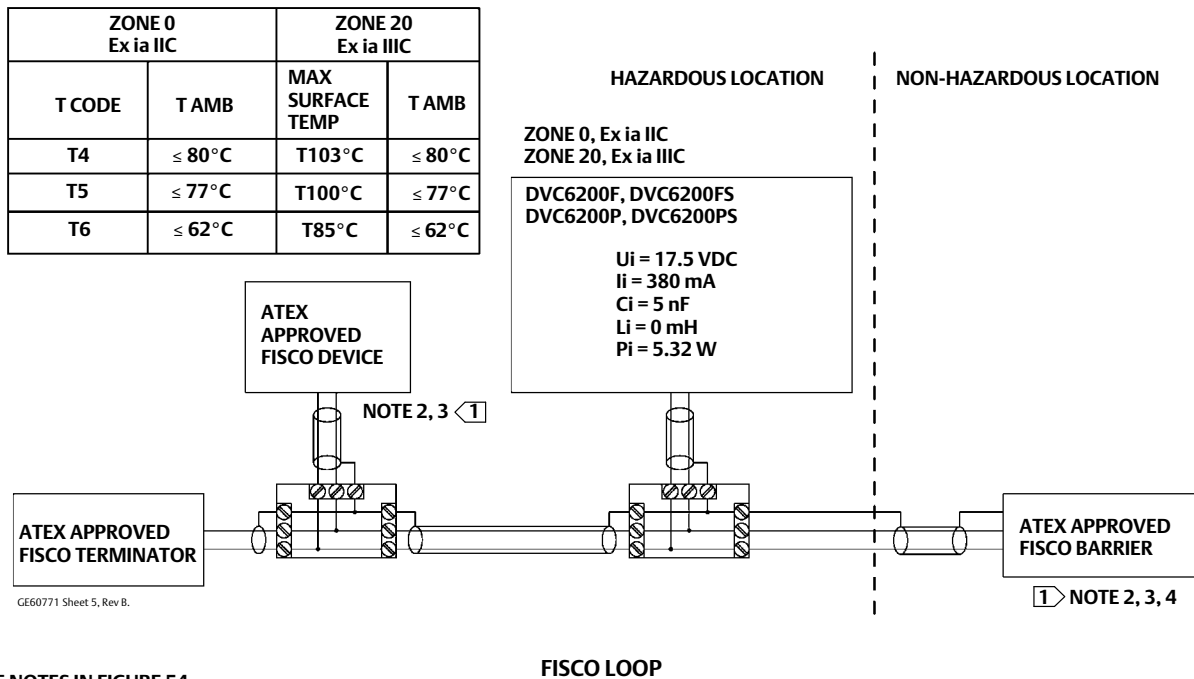 ZONE 0
Ex ia IIC
ZONE 20
Ex ia IIIC
T CODE
T AMB
MAX
SURFACE
TEMP
T AMB
T4
≤ 80°C
T103°C
≤ 80°C
T5
≤ 77°C
T100°C
≤ 77°C
T6
≤ 62°C
T85°C
≤ 62°C
HAZARDOUS LOCATION
NON-HAZARDOUS LOCATION
ZONE 0, Ex ia IIC
ZONE 20, Ex ia IIIC
DVC6200F, DVC6200FS
DVC6200P, DVC6200PS
Ui = 17.5 VDC
Ii = 380 mA
Ci = 5 nF
Li = 0 mH
Pi = 5.32 W
ATEX
APPROVED
FISCO DEVICE
NOTE 2, 3 1
ATEX APPROVED
FISCO TERMINATOR
ATEX APPROVED
FISCO BARRIER
1 NOTE 2, 3, 4
GE60771 Sheet 5, Rev B.
FISCO LOOP
NOTES IN FIGURE 54